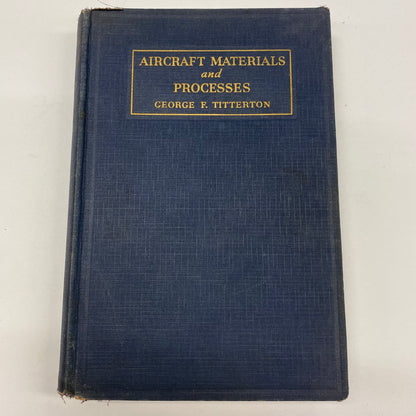 AIRCRAFT MATERIALS
and
PROCESSES
GEORGE F. TITTERTON